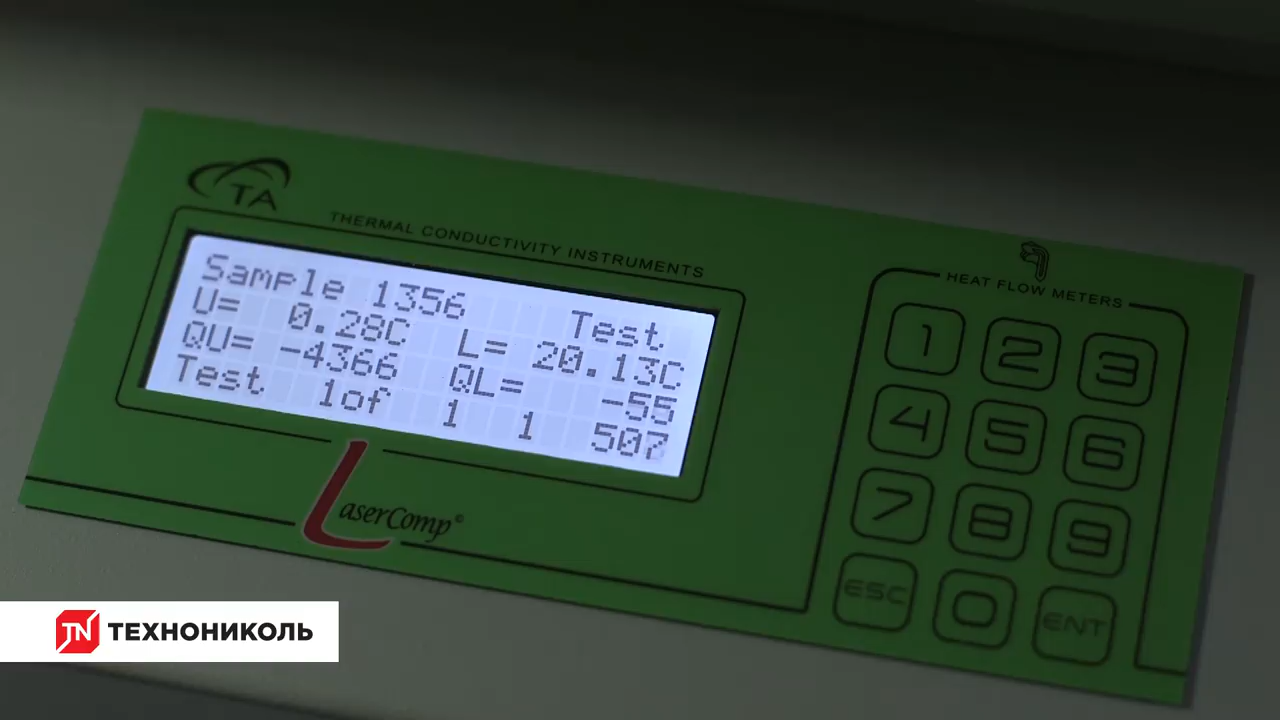 TA
THERMAL CONDUCTIVITY INSTRUMENTS
Sample 1356 Test
U= 0.28C L= 20.13C
QU= -4366 QL= -55
Test 1of 1 1 507
LaserComp©
HEAT FLOW METERS
1 2 3
4 5 6
7 8 9
ESC 0 ENT
TN ТЕХНОНИКОЛЬ